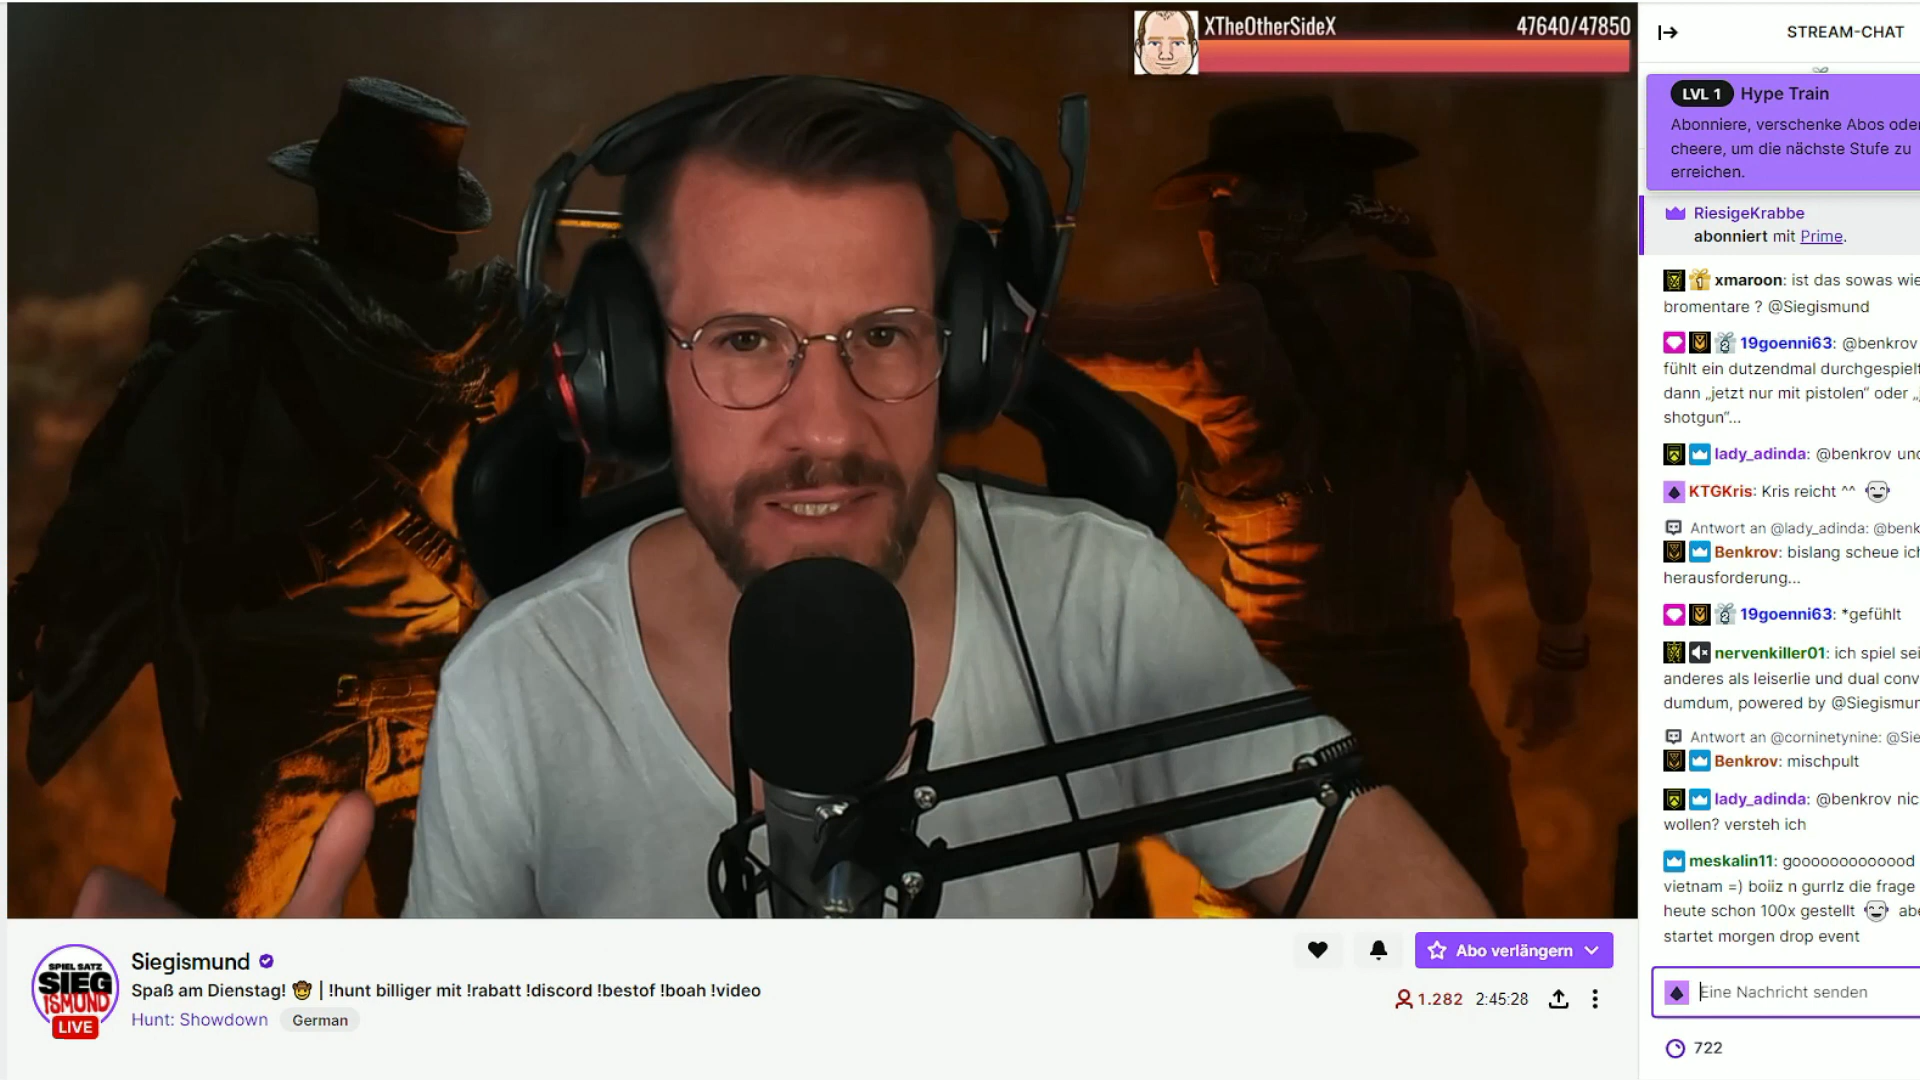 XTheOtherSideX 47640/47850
STREAM-CHAT
LVL 1 Hype Train
Abonniere, verschenke Abos oder
cheere, um die nächste Stufe zu
erreichen.
RiesigeKrabbe
abonniert mit Prime.
1 xmaroon: ist das sowas wie
bromentare ? @Siegismund
2 19goenni63: @benkrov
fühlt ein dutzendmal durchgespielt
dann „jetzt nur mit pistolen“ oder „
shotgun“...
lady_adinda: @benkrov und
KTGKris: Kris reicht ^^
Antwort an @lady_adinda: @benk
Benkrov: bislang scheue ich
herausforderung...
2 19goenni63: *gefühlt
nervenkiller01: ich spiel sei
anderes als leiserlie und dual conv
dumdum, powered by @Siegismun
Antwort an @corninetynine: @Sie
Benkrov: mischpult
lady_adinda: @benkrov nic
wollen? versteh ich
meskalin11: gooooooooooood
vietnam =) boiiz n gurrlz die frage
heute schon 100x gestellt abe
startet morgen drop event
Eine Nachricht senden
722
SPIEL SATZ
SIEG
ISMUND
LIVE
Siegismund
Spaß am Dienstag! | !hunt billiger mit !rabatt !discord !bestof !boah !video
Hunt: Showdown German
Abo verlängern
1.282 2:45:28